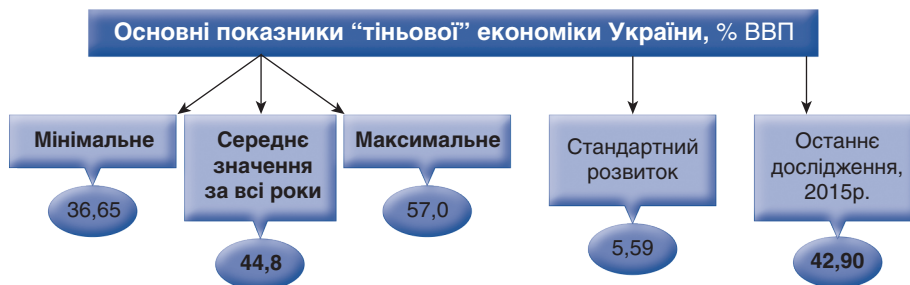 Основні показники “тіньової” економіки України, % ВВП
Мінімальне
36,65
Середнє
значення
за всі роки
44,8
Максимальне
57,0
Стандартний
розвиток
5,59
Останнє
дослідження,
2015р.
42,90